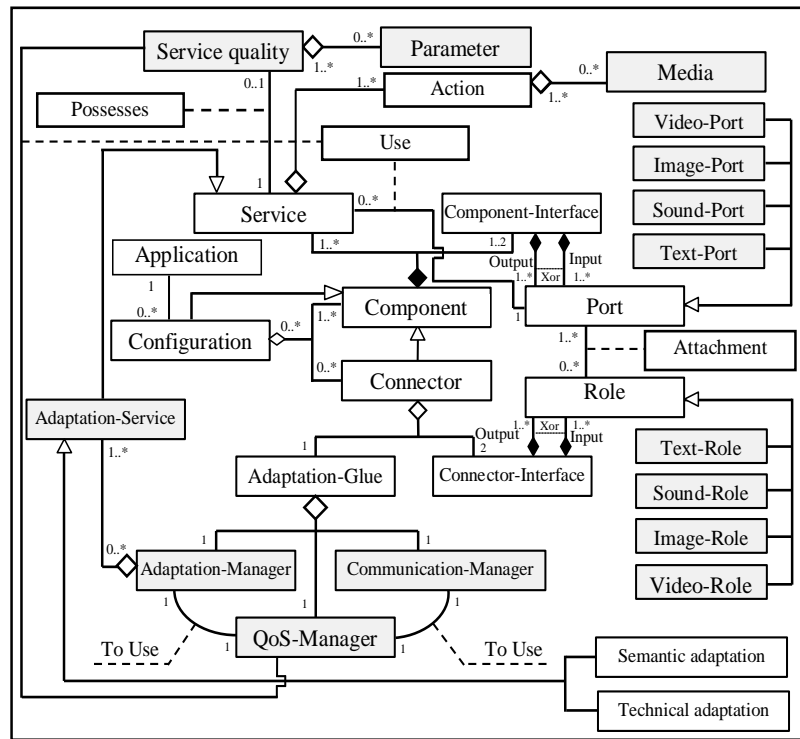 Service quality
0..*
Parameter
1..*
0..1
1..*
Action
0..*
Media
1..*
Possesses
Video-Port
Use
Image-Port
1
Service
0..*
Component-Interface
Sound-Port
1..*
1..2
Text-Port
Application
Output
Input
1..*
Xor
1..*
1
0..*
Component
1
Port
Configuration
0..*
1..*
1..*
Attachment
0..*
0..*
Connector
Role
Adaptation-Service
1..*
Xor
1..*
1..*
1
Output
Input
2
Text-Role
Adaptation-Glue
Connector-Interface
Sound-Role
0..*
1
1
Image-Role
Adaptation-Manager
Communication-Manager
Video-Role
1
1
1
To Use
1
QoS-Manager
1
To Use
Semantic adaptation
Technical adaptation